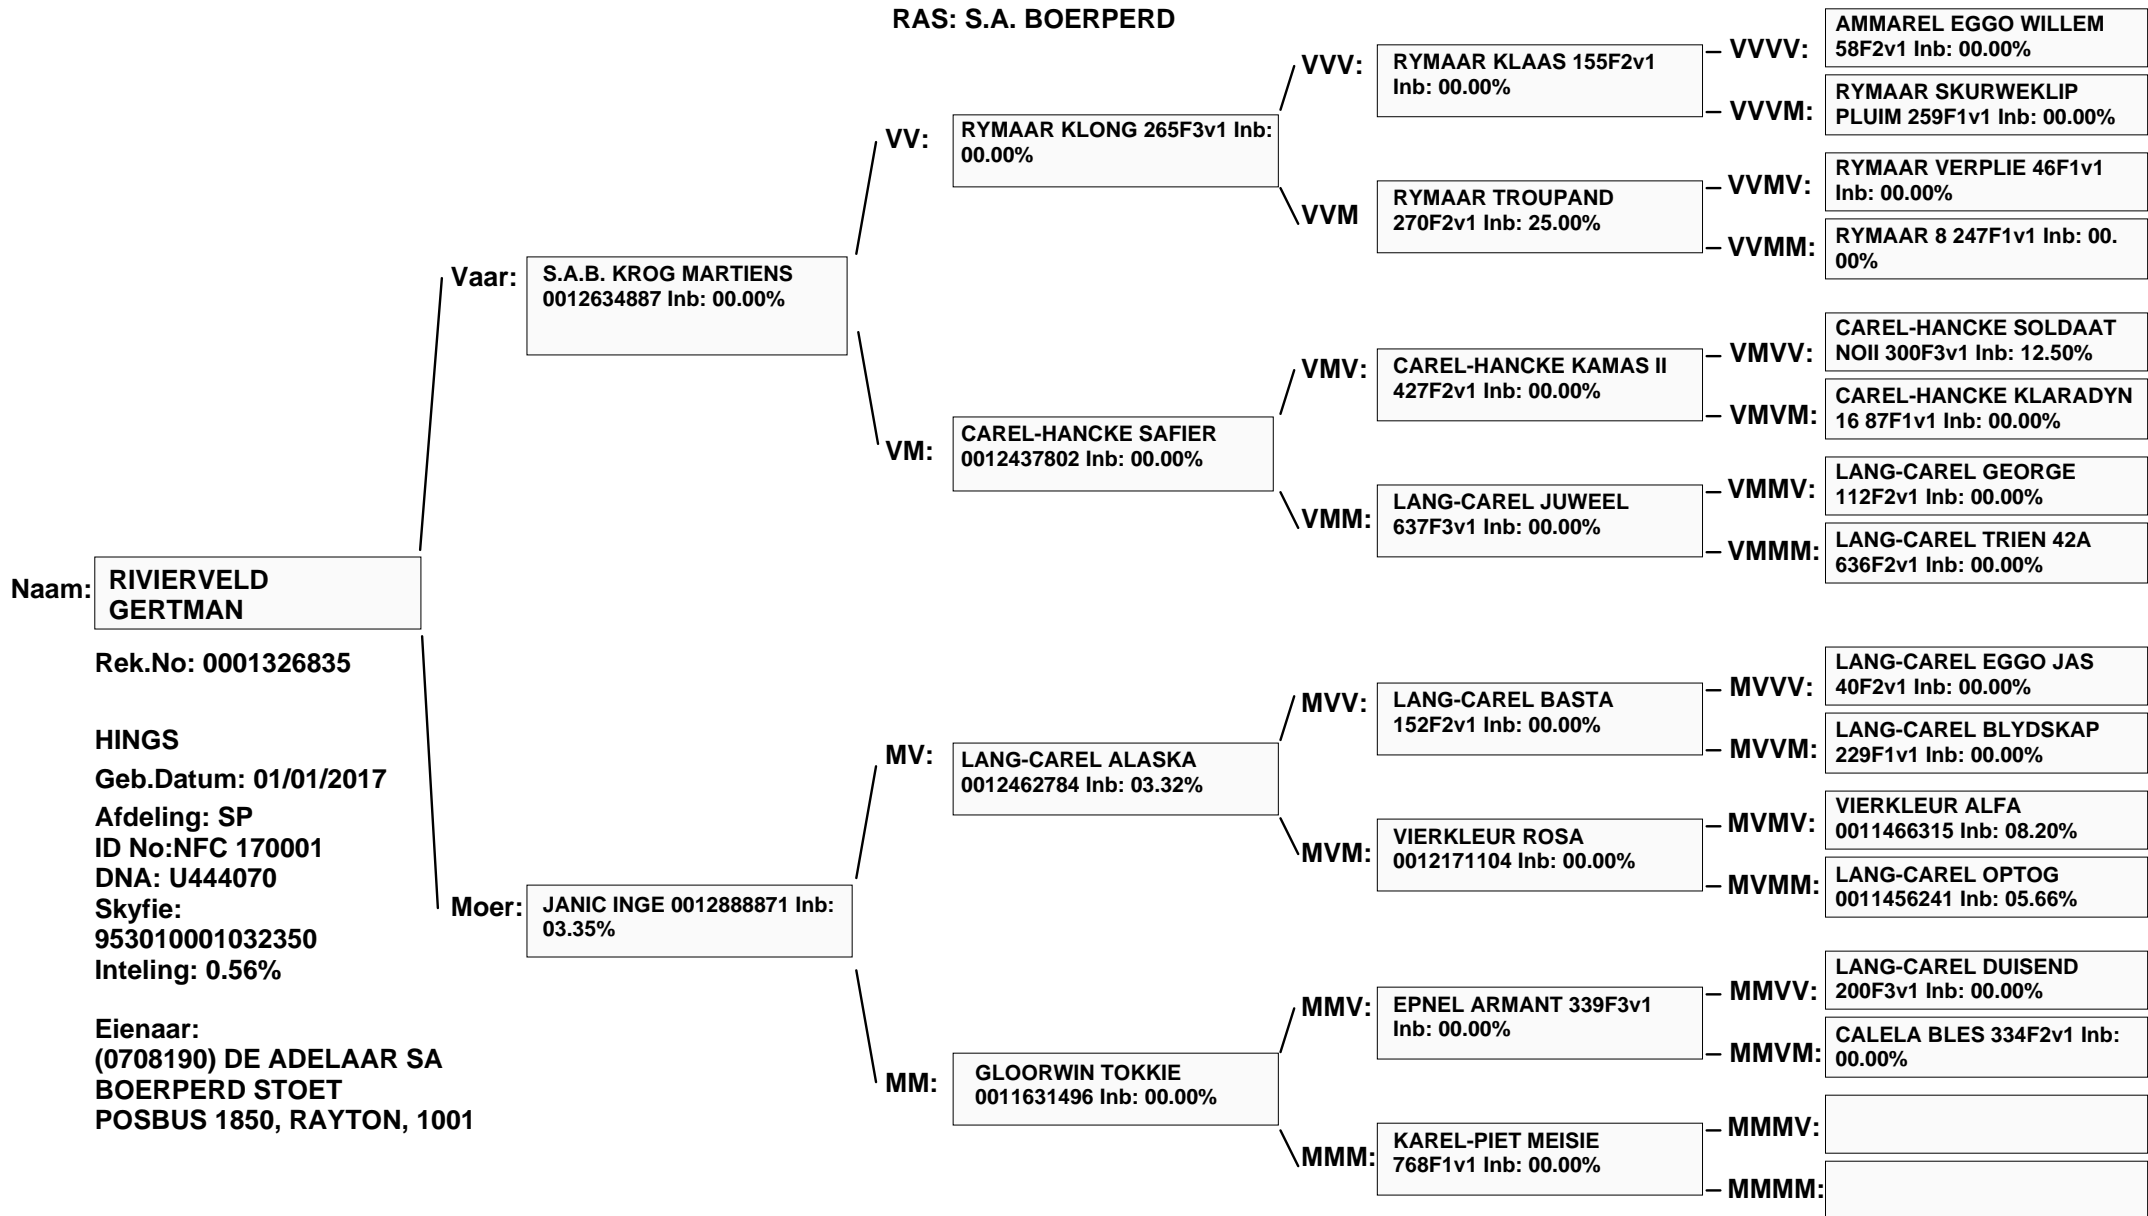 RAS: S.A. BOERPERD
Naam:
RIVIERVELD
GERTMAN
Rek.No: 0001326835
HINGS
Geb.Datum: 01/01/2017
Afdeling: SP
ID No:NFC 170001
DNA: U444070
Skyfie:
953010001032350
Inteling: 0.56%
Eienaar:
(0708190) DE ADELAAR SA
BOERPERD STOET
POSBUS 1850, RAYTON, 1001
Vaar:
S.A.B. KROG MARTIENS
0012634887 Inb: 00.00%
Moer:
JANIC INGE 0012888871 Inb:
03.35%
VV:
RYMAAR KLONG 265F3v1 Inb:
00.00%
VM:
CAREL-HANCKE SAFIER
0012437802 Inb: 00.00%
MV:
LANG-CAREL ALASKA
0012462784 Inb: 03.32%
MM:
GLOORWIN TOKKIE
0011631496 Inb: 00.00%
VVV:
RYMAAR KLAAS 155F2v1
Inb: 00.00%
VVM
RYMAAR TROUPAND
270F2v1 Inb: 25.00%
VMV:
CAREL-HANCKE KAMAS II
427F2v1 Inb: 00.00%
VMM:
LANG-CAREL JUWEEL
637F3v1 Inb: 00.00%
MVV:
LANG-CAREL BASTA
152F2v1 Inb: 00.00%
MVM:
VIERKLEUR ROSA
0012171104 Inb: 00.00%
MMV:
EPNEL ARMANT 339F3v1
Inb: 00.00%
MMM:
KAREL-PIET MEISIE
768F1v1 Inb: 00.00%
VVVV:
AMMAREL EGGO WILLEM
58F2v1 Inb: 00.00%
VVVM:
RYMAAR SKURWEKLIP
PLUIM 259F1v1 Inb: 00.00%
VVMV:
RYMAAR VERPLIE 46F1v1
Inb: 00.00%
VVMM:
RYMAAR 8 247F1v1 Inb: 00.
00%
VMVV:
CAREL-HANCKE SOLDAAT
NOII 300F3v1 Inb: 12.50%
VMVM:
CAREL-HANCKE KLARADYN
16 87F1v1 Inb: 00.00%
VMMV:
LANG-CAREL GEORGE
112F2v1 Inb: 00.00%
VMMM:
LANG-CAREL TRIEN 42A
636F2v1 Inb: 00.00%
MVVV:
LANG-CAREL EGGO JAS
40F2v1 Inb: 00.00%
MVVM:
LANG-CAREL BLYDSKAP
229F1v1 Inb: 00.00%
MVMV:
VIERKLEUR ALFA
0011466315 Inb: 08.20%
MVMM:
LANG-CAREL OPTOG
0011456241 Inb: 05.66%
MMVV:
LANG-CAREL DUISEND
200F3v1 Inb: 00.00%
MMVM:
CALELA BLES 334F2v1 Inb:
00.00%
MMMV:
MMMM: